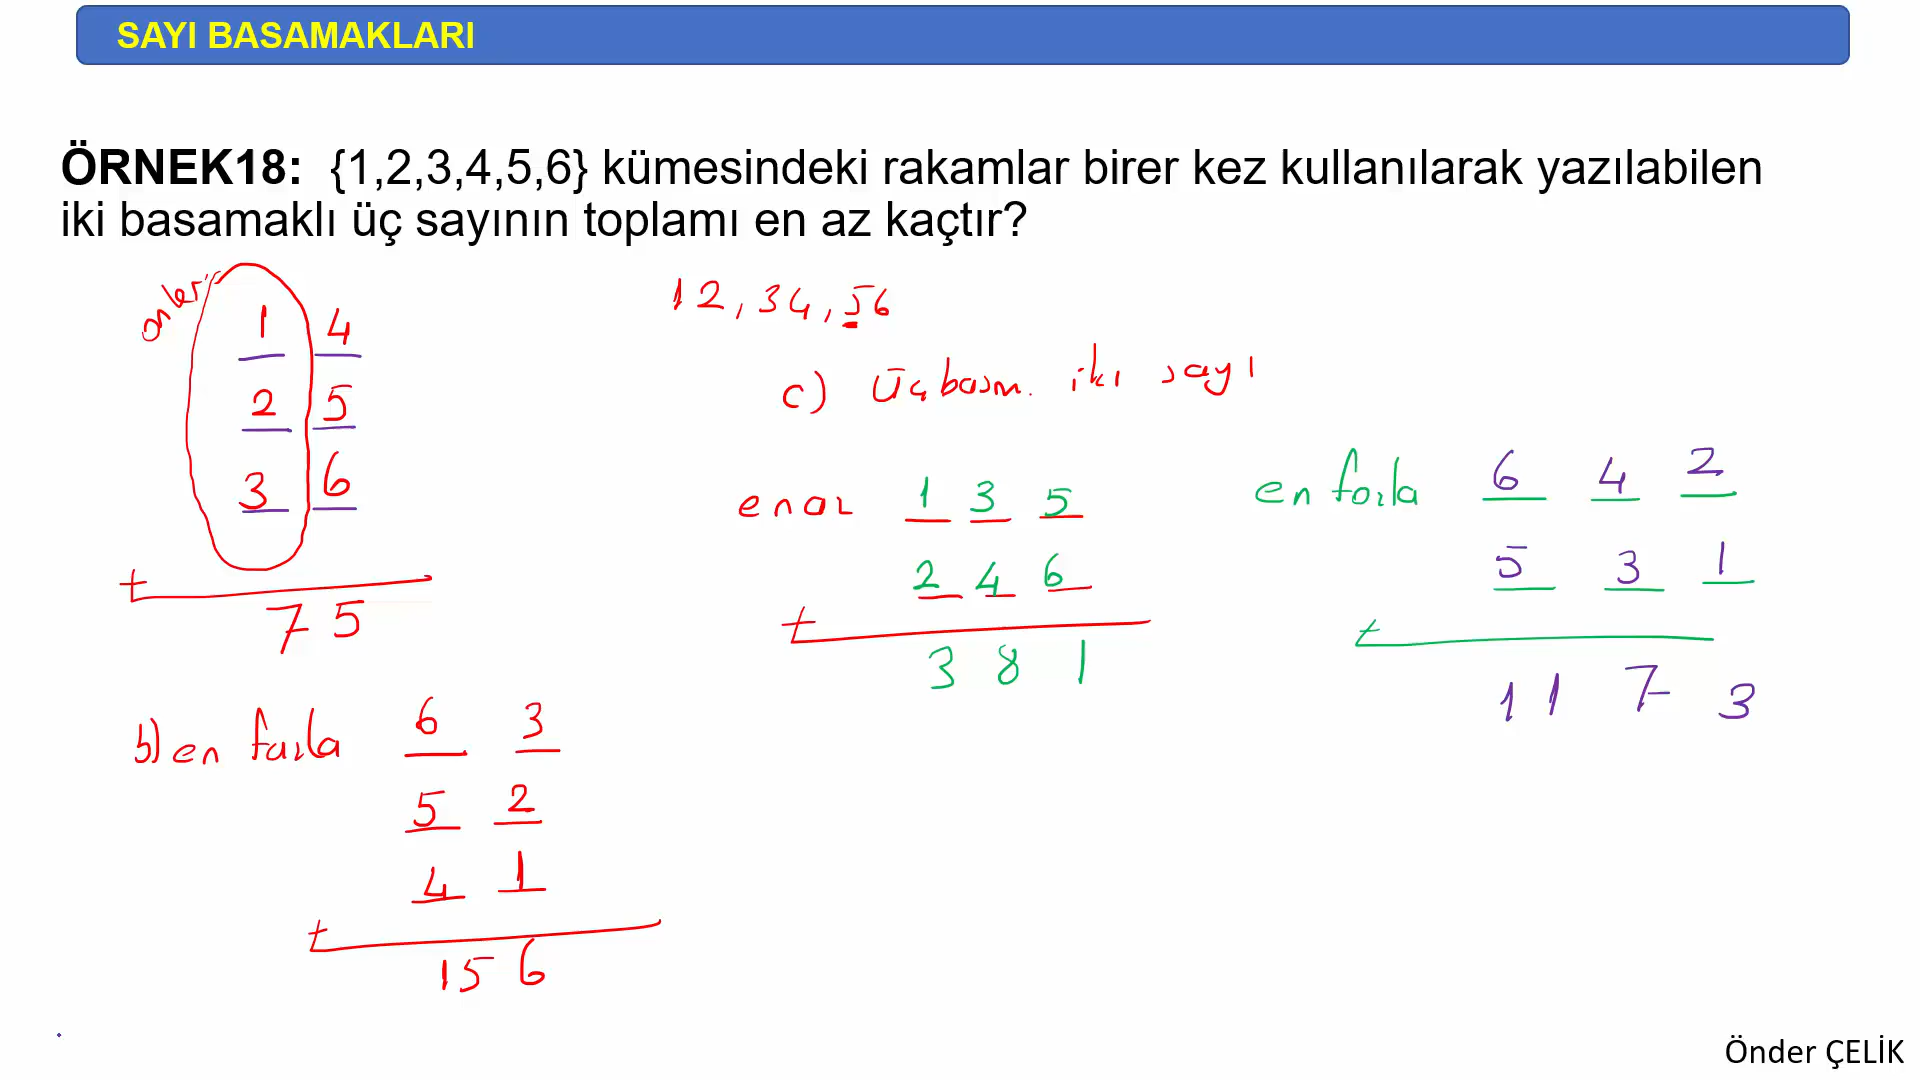 SAYI BASAMAKLARI
ÖRNEK18: {1,2,3,4,5,6} kümesindeki rakamlar birer kez kullanılarak yazılabilen
iki basamaklı üç sayının toplamı en az kaçtır?
onlar
1 4
2 5
3 6
+
7 5
12, 34, 56
c) Üç basm. iki sayı
en az 1 3 5
2 4 6
+
3 8 1
en fazla 6 4 2
5 3 1
+
1 1 7 3
b) en fazla 6 3
5 2
4 1
+
15 6
Önder ÇELİK